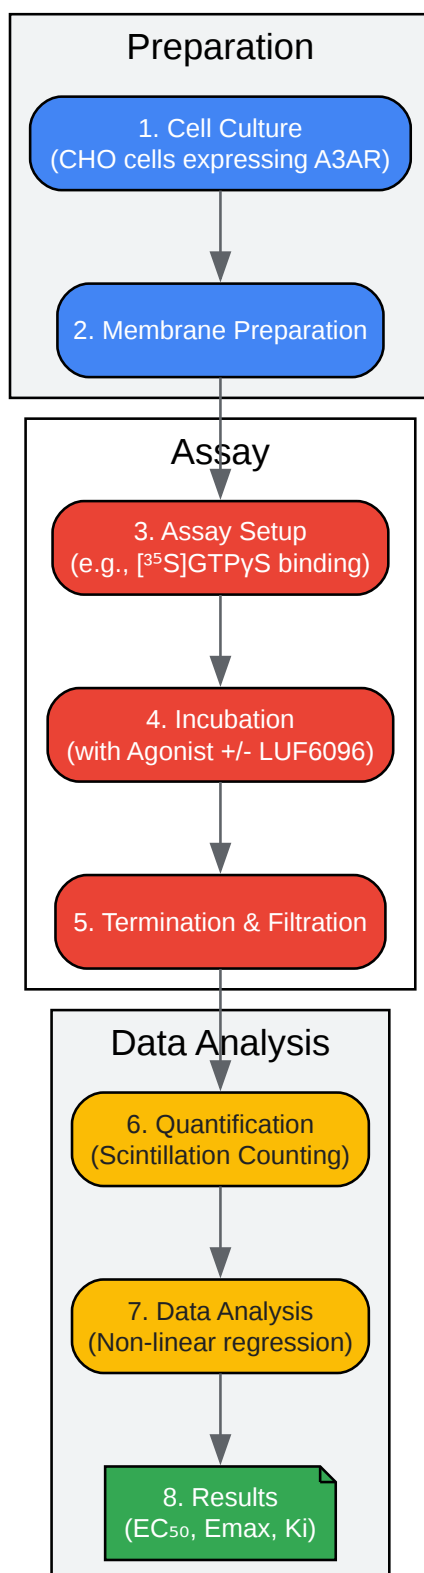 Preparation
1. Cell Culture
(CHO cells expressing A3AR)
2. Membrane Preparation
Assay
3. Assay Setup
(e.g., [³⁵S]GTPγS binding)
4. Incubation
(with Agonist +/- LUF6096)
5. Termination & Filtration
Data Analysis
6. Quantification
(Scintillation Counting)
7. Data Analysis
(Non-linear regression)
8. Results
(EC₅₀, Emax, Ki)